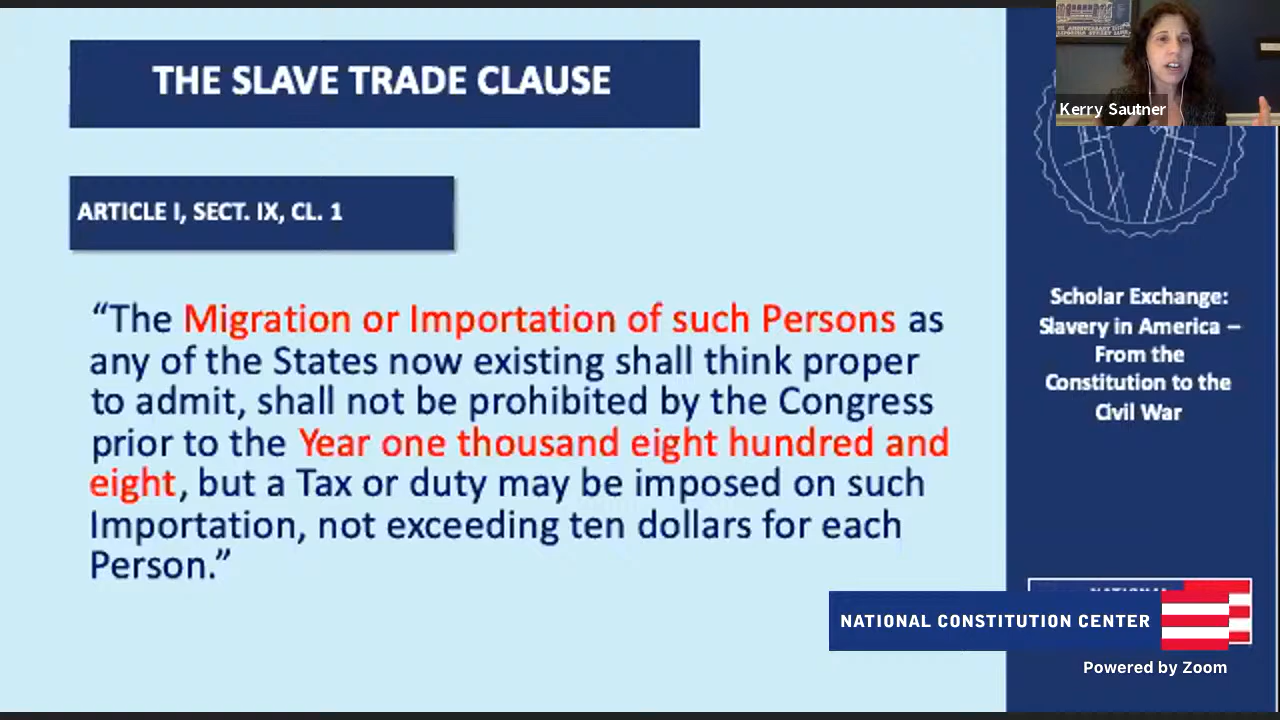 THE SLAVE TRADE CLAUSE
ARTICLE I, SECT. IX, CL. 1
“The Migration or Importation of such Persons as
any of the States now existing shall think proper
to admit, shall not be prohibited by the Congress
prior to the Year one thousand eight hundred and
eight, but a Tax or duty may be imposed on such
Importation, not exceeding ten dollars for each
Person.”
Kerry Sautner
Scholar Exchange:
Slavery in America –
From the
Constitution to the
Civil War
NATIONAL CONSTITUTION CENTER
Powered by Zoom